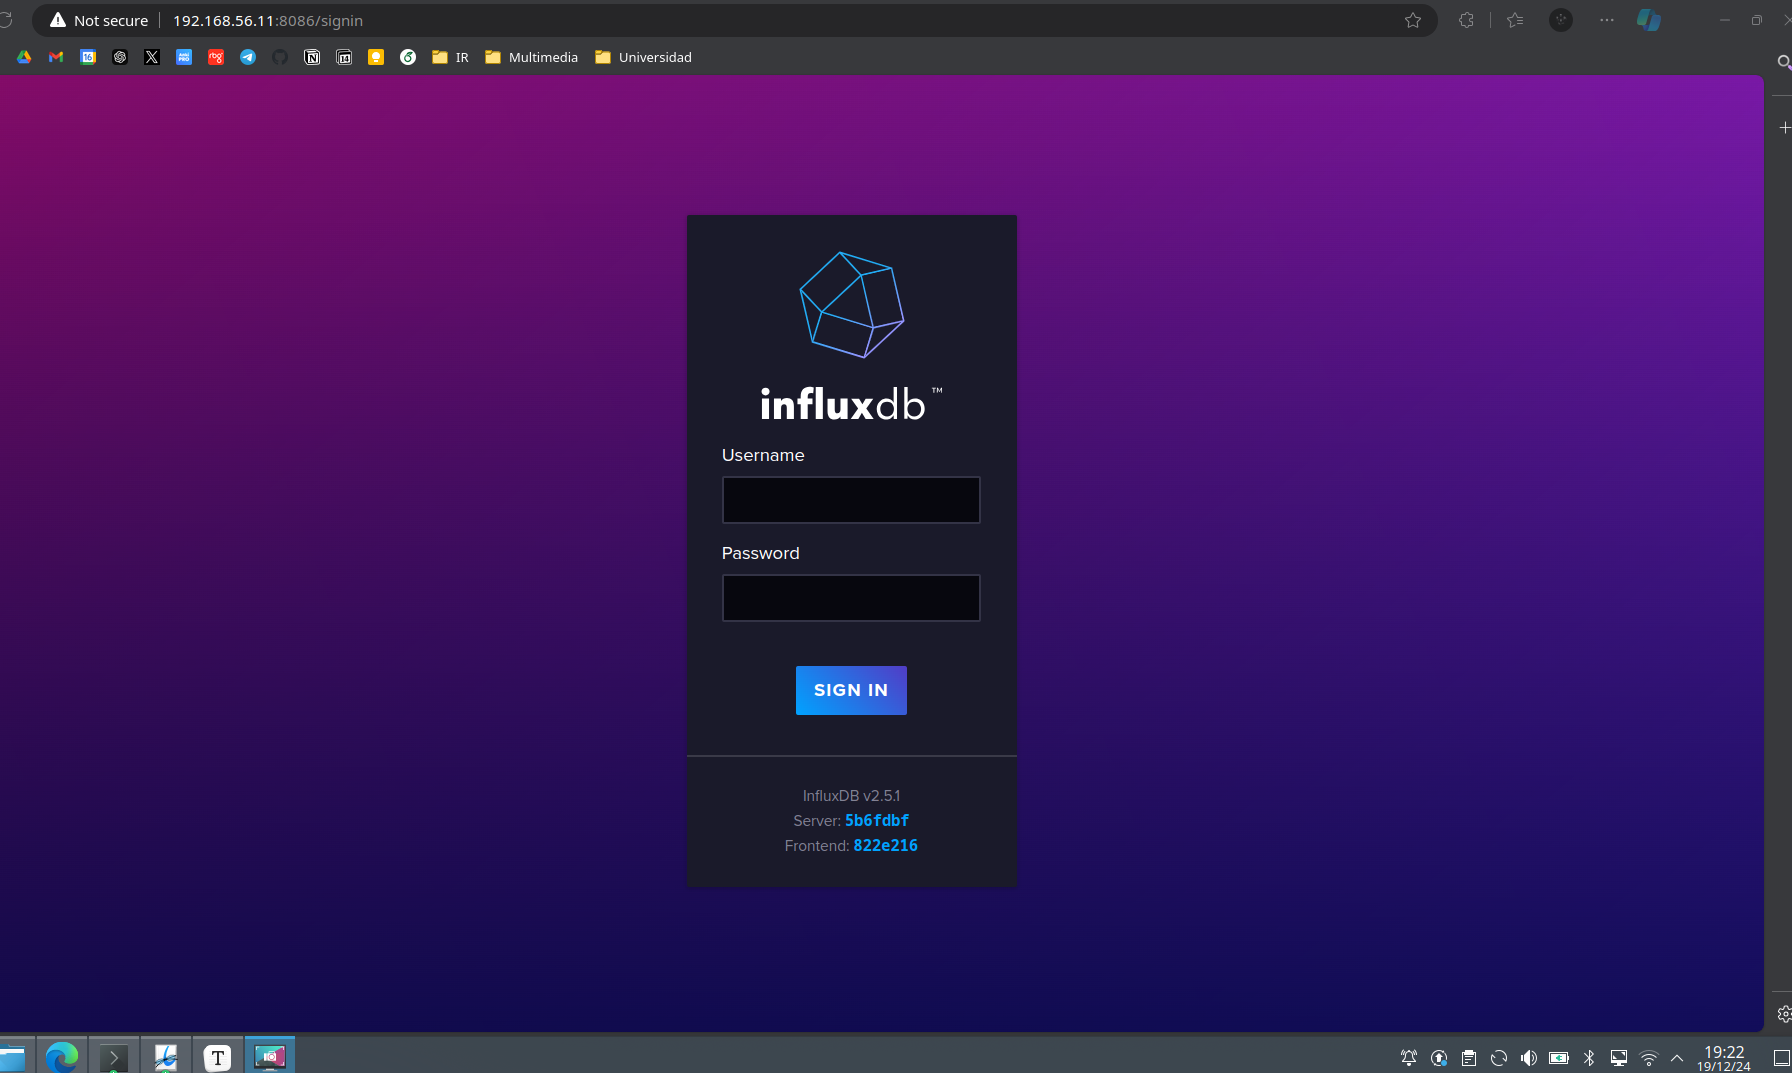 Not secure 192.168.56.11:8086/signin
IR Multimedia Universidad
influxdb™
Username
Password
SIGN IN
InfluxDB v2.5.1
Server: 5b6fdbf
Frontend: 822e216
19:22
19/12/24